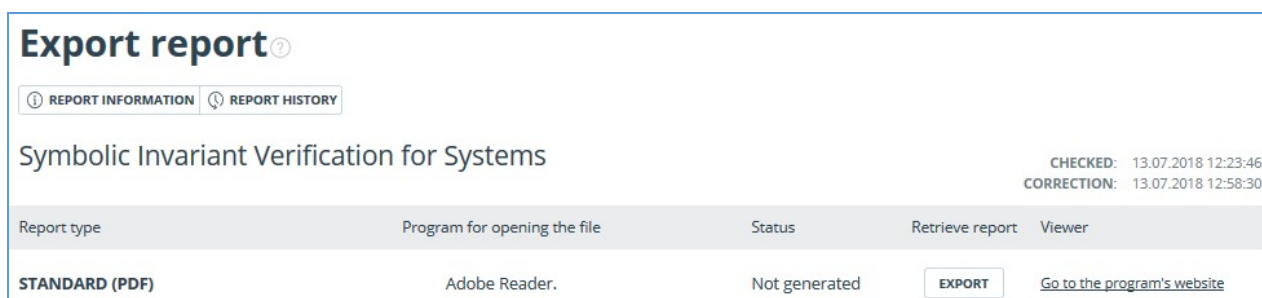 Export report ?
REPORT INFORMATION REPORT HISTORY
Symbolic Invariant Verification for Systems
CHECKED: 13.07.2018 12:23:46
CORRECTION: 13.07.2018 12:58:30
Report type Program for opening the file Status Retrieve report Viewer
STANDARD (PDF) Adobe Reader. Not generated EXPORT Go to the program's website